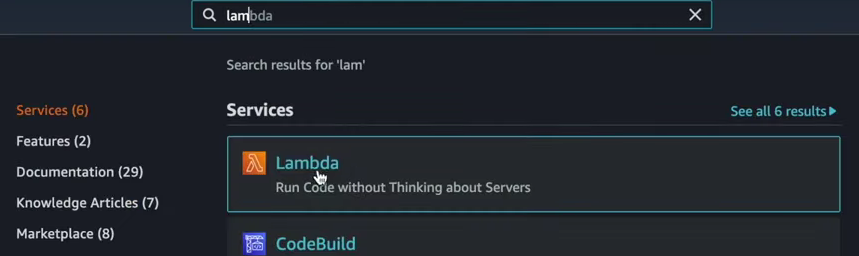 lambda
Search results for 'lam'
Services (6)
Features (2)
Documentation (29)
Knowledge Articles (7)
Marketplace (8)
Services
See all 6 results
Lambda
Run Code without Thinking about Servers
CodeBuild